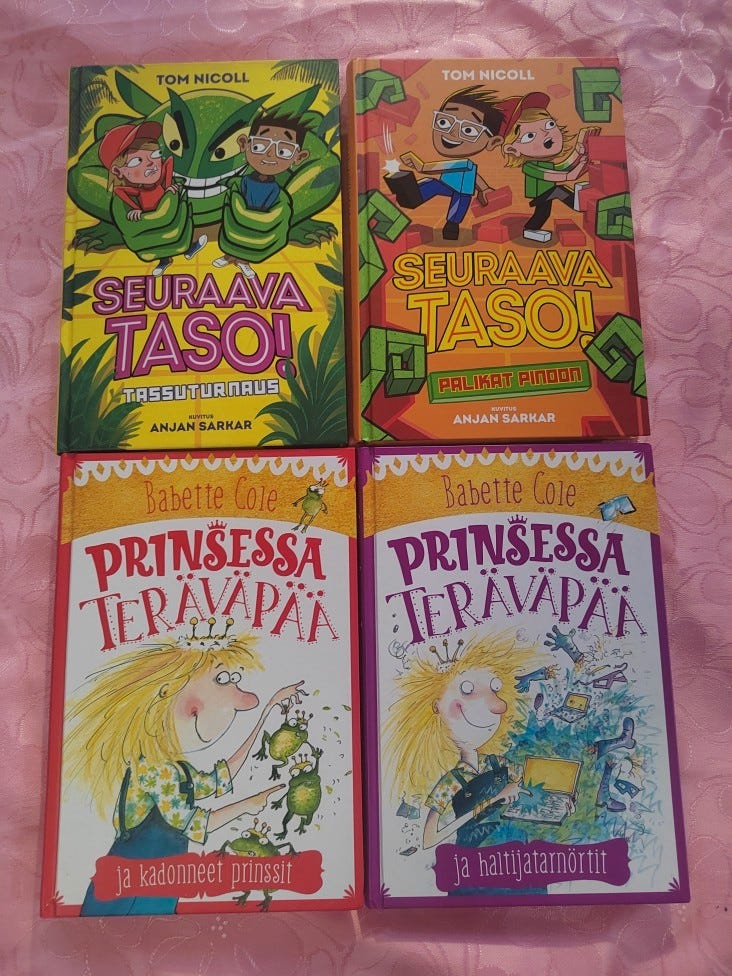 TOM NICOLL
SEURAAVA
TASO!
TASSUTURNAUS
KUVITUS
ANJAN SARKAR
TOM NICOLL
SEURAAVA
TASO!
PALIKAT PINOON
KUVITUS
ANJAN SARKAR
Babette Cole
PRINSESSA
TERÄVÄPÄÄ
ja kadonneet prinssit
Babette Cole
PRINSESSA
TERÄVÄPÄÄ
ja haltijatarnörtit